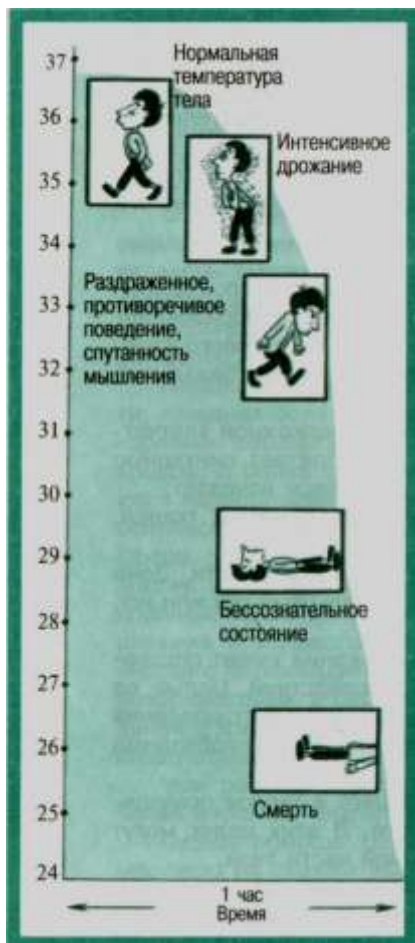 37
Нормальная
температура
тела
36
Интенсивное
дрожание
35
34
Раздраженное,
противоречивое
поведение,
спутанность
мышления
33
32
31
30
29
Бессознательное
состояние
28
27
26
Смерть
25
24
1 час
Время